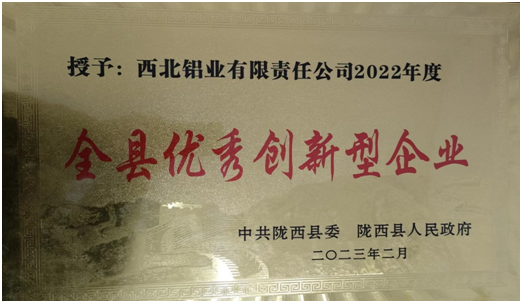 授予：西北铝业有限责任公司2022年度
全县优秀创新型企业
中共陇西县委 陇西县人民政府
二〇二三年二月